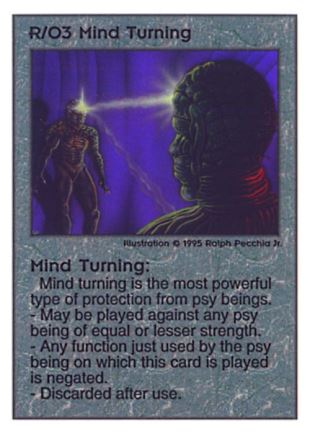 R/O3 Mind Turning
Illustration © 1995 Ralph Pecchia Jr.
Mind Turning:
Mind turning is the most powerful
type of protection from psy beings.
- May be played against any psy
being of equal or lesser strength.
- Any function just used by the psy
being on which this card is played
is negated.
- Discarded after use.